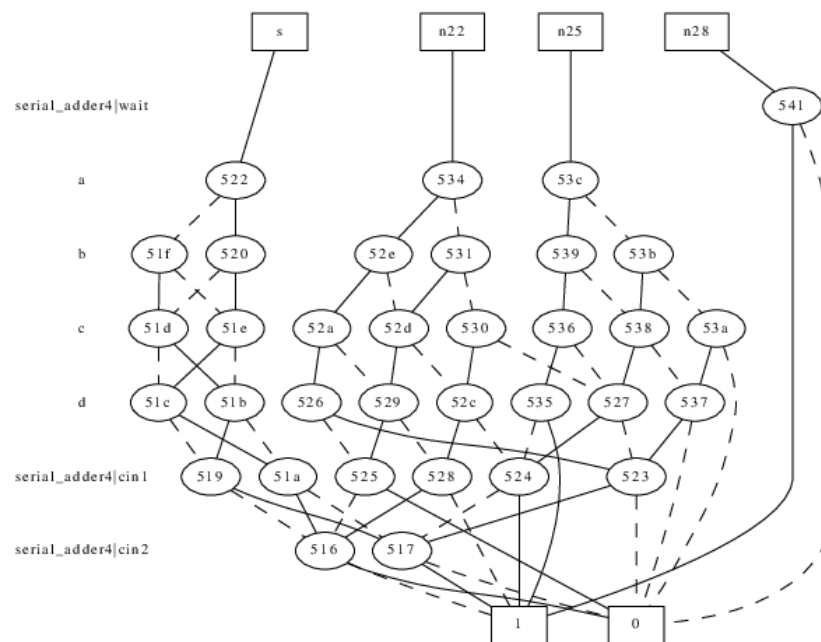 s n22 n25 n28
serial_adder4|wait 541
a 522 534 53c
b 51f 520 52e 531 539 53b
c 51d 51e 52a 52d 530 536 538 53a
d 51c 51b 526 529 52c 535 527 537
serial_adder4|cin1 519 51a 525 528 524 523
serial_adder4|cin2 516 517
1 0